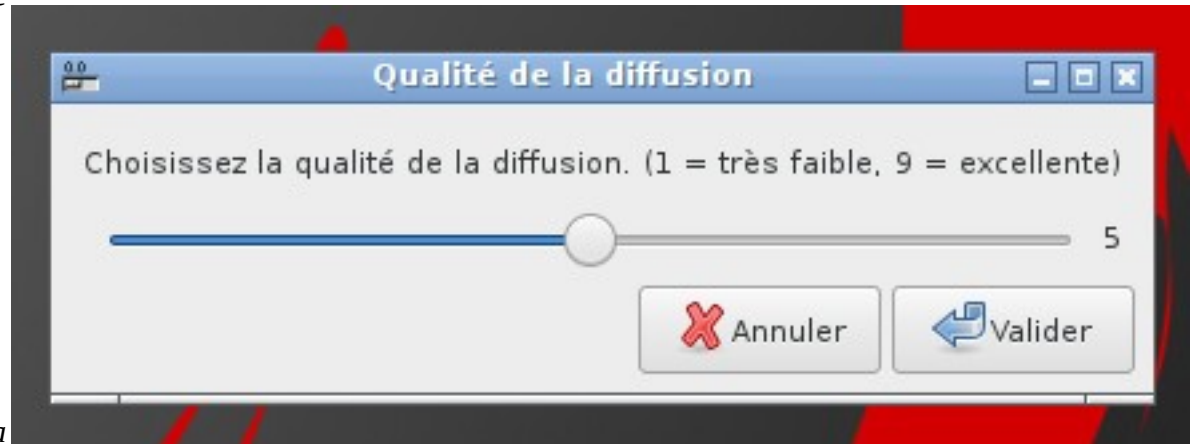 Qualité de la diffusion
Choisissez la qualité de la diffusion. (1 = très faible, 9 = excellente)
5
Annuler Valider